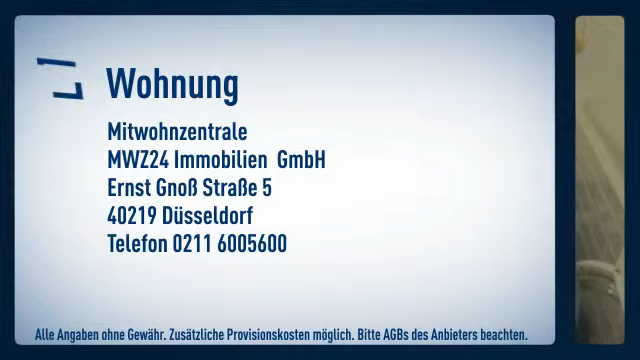 Wohnung
Mitwohnzentrale
MWZ24 Immobilien GmbH
Ernst Gnoß Straße 5
40219 Düsseldorf
Telefon 0211 6005600
Alle Angaben ohne Gewähr. Zusätzliche Provisionskosten möglich. Bitte AGBs des Anbieters beachten.